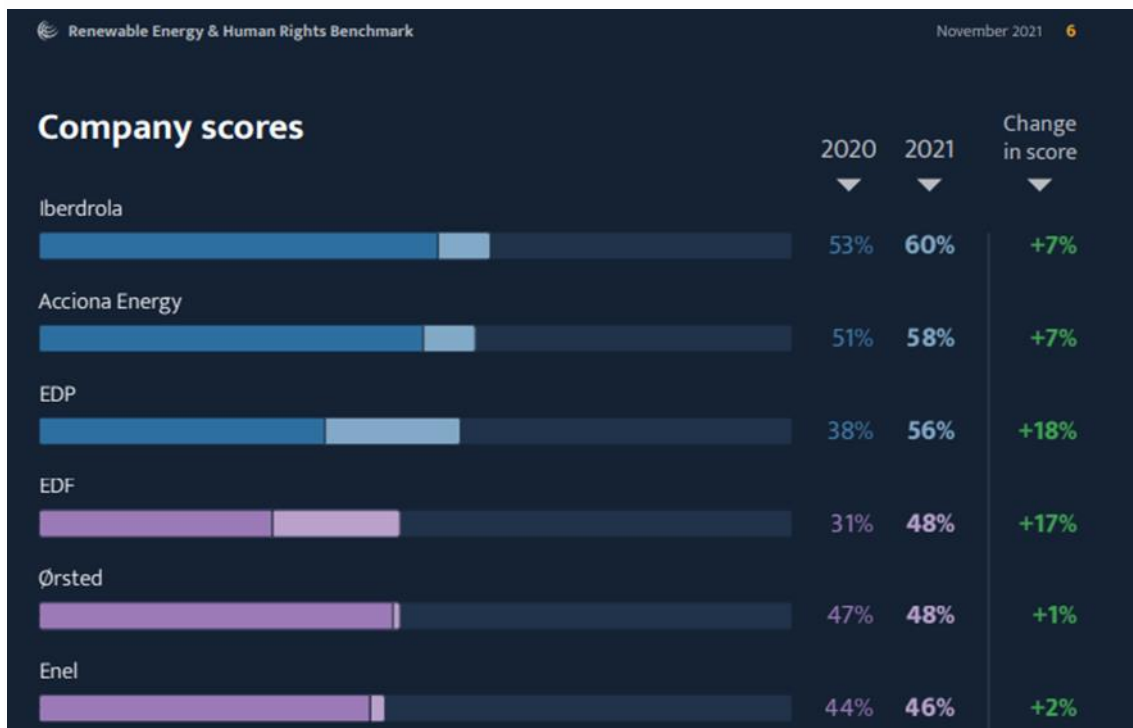 Renewable Energy & Human Rights Benchmark November 2021 6
Company scores
2020 2021 Change in score
Iberdrola
53% 60% +7%
Acciona Energy
51% 58% +7%
EDP
38% 56% +18%
EDF
31% 48% +17%
Ørsted
47% 48% +1%
Enel
44% 46% +2%